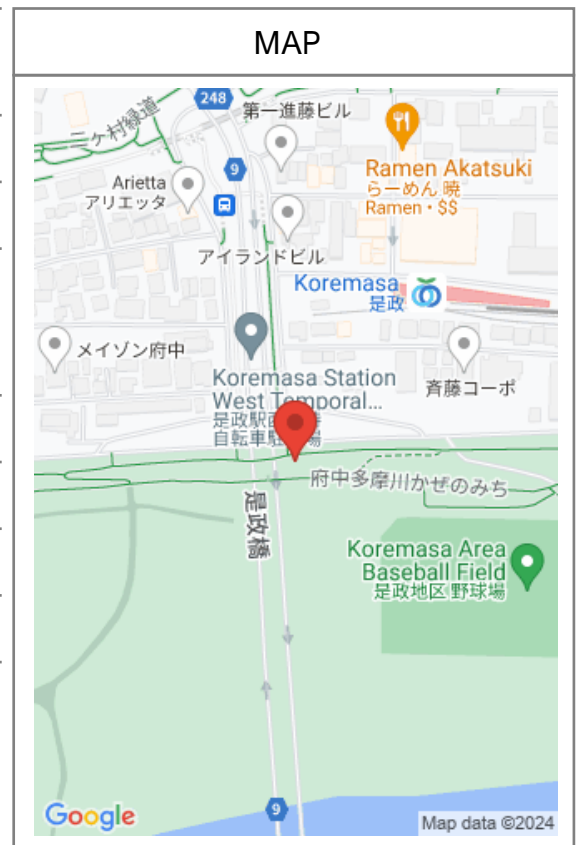 MAP
248
第一進藤ビル
二ケ村緑道
9
Ramen Akatsuki
らーめん 暁
Ramen・$$
Arietta
アリエッタ
アイランドビル
Koremasa
是政
メイゾン府中
Koremasa Station
West Temporal...
是政駅西
自転車駐 場
斉藤コーポ
府中多摩川かぜのみち
是政橋
Koremasa Area
Baseball Field
是政地区 野球場
9
Google
Map data ©2024